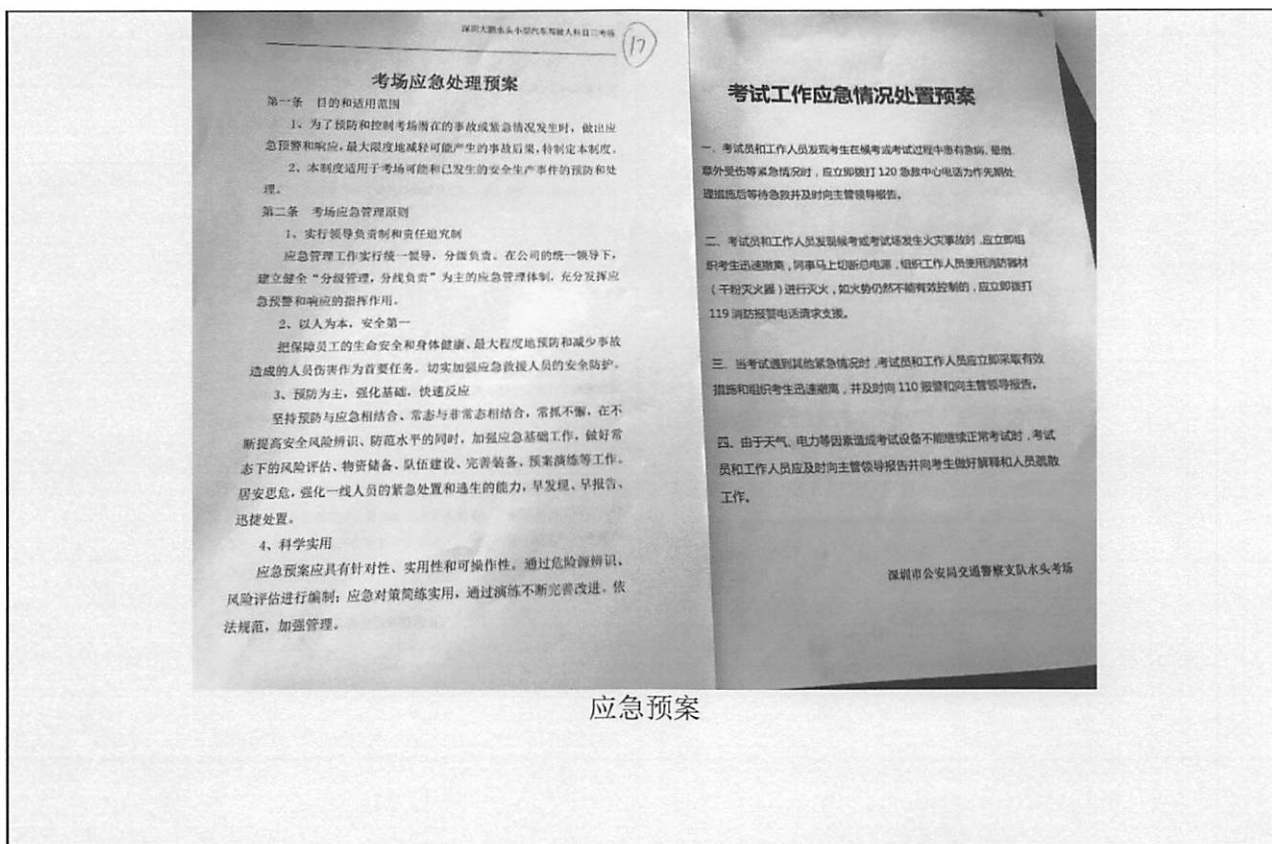 深圳大鹏水头小型汽车驾驶人科目三考场
17
考场应急处理预案
第一条 目的和适用范围
1、为了预防和控制考场潜在的事故或紧急情况发生时，做出应
急预警和响应，最大限度地减轻可能产生的事故后果，特制定本制度。
2、本制度适用于考场可能和已发生的安全生产事件的预防和处
理。
第二条 考场应急管理原则
1、实行领导负责制和责任追究制
应急管理工作实行统一领导，分级负责。在公司的统一领导下，
建立健全“分级管理，分线负责”为主的应急管理体制，充分发挥应
急预警和响应的指挥作用。
2、以人为本，安全第一
把保障员工的生命安全和身体健康、最大程度地预防和减少事故
造成的人员伤害作为首要任务。切实加强应急救援人员的安全防护。
3、预防为主，强化基础，快速反应
坚持预防与应急相结合、常态与非常态相结合，常抓不懈，在不
断提高安全风险辨识、防范水平的同时，加强应急基础工作，做好常
态下的风险评估、物资储备、队伍建设、完善装备、预案演练等工作。
居安思危，强化一线人员的紧急处置和逃生的能力，早发现、早报告、
迅捷处置。
4、科学实用
应急预案应具有针对性、实用性和可操作性。通过危险源辨识、
风险评估进行编制；应急对策简练实用，通过演练不断完善改进。依
法规范，加强管理。
考试工作应急情况处置预案
一、考试员和工作人员发现考生在候考或考试过程中患有急病、晕倒、
意外受伤等紧急情况时，应立即拨打 120 急救中心电话为作先期处
理措施后等待急救并及时向主管领导报告。
二、考试员和工作人员发现候考或考试场发生火灾事故时，应立即组
织考生迅速撤离，同事马上切断总电源，组织工作人员使用消防器材
（干粉灭火器）进行灭火，如火势仍然不能有效控制的，应立即拨打
119 消防报警电话请求支援。
三、当考试遇到其他紧急情况时，考试员和工作人员应立即采取有效
措施和组织考生迅速撤离，并及时向 110 报警和向主管领导报告。
四、由于天气、电力等因素造成考试设备不能继续正常考试时，考试
员和工作人员应及时向主管领导报告并向考生做好解释和人员疏散
工作。
深圳市公安局交通警察支队水头考场
应急预案